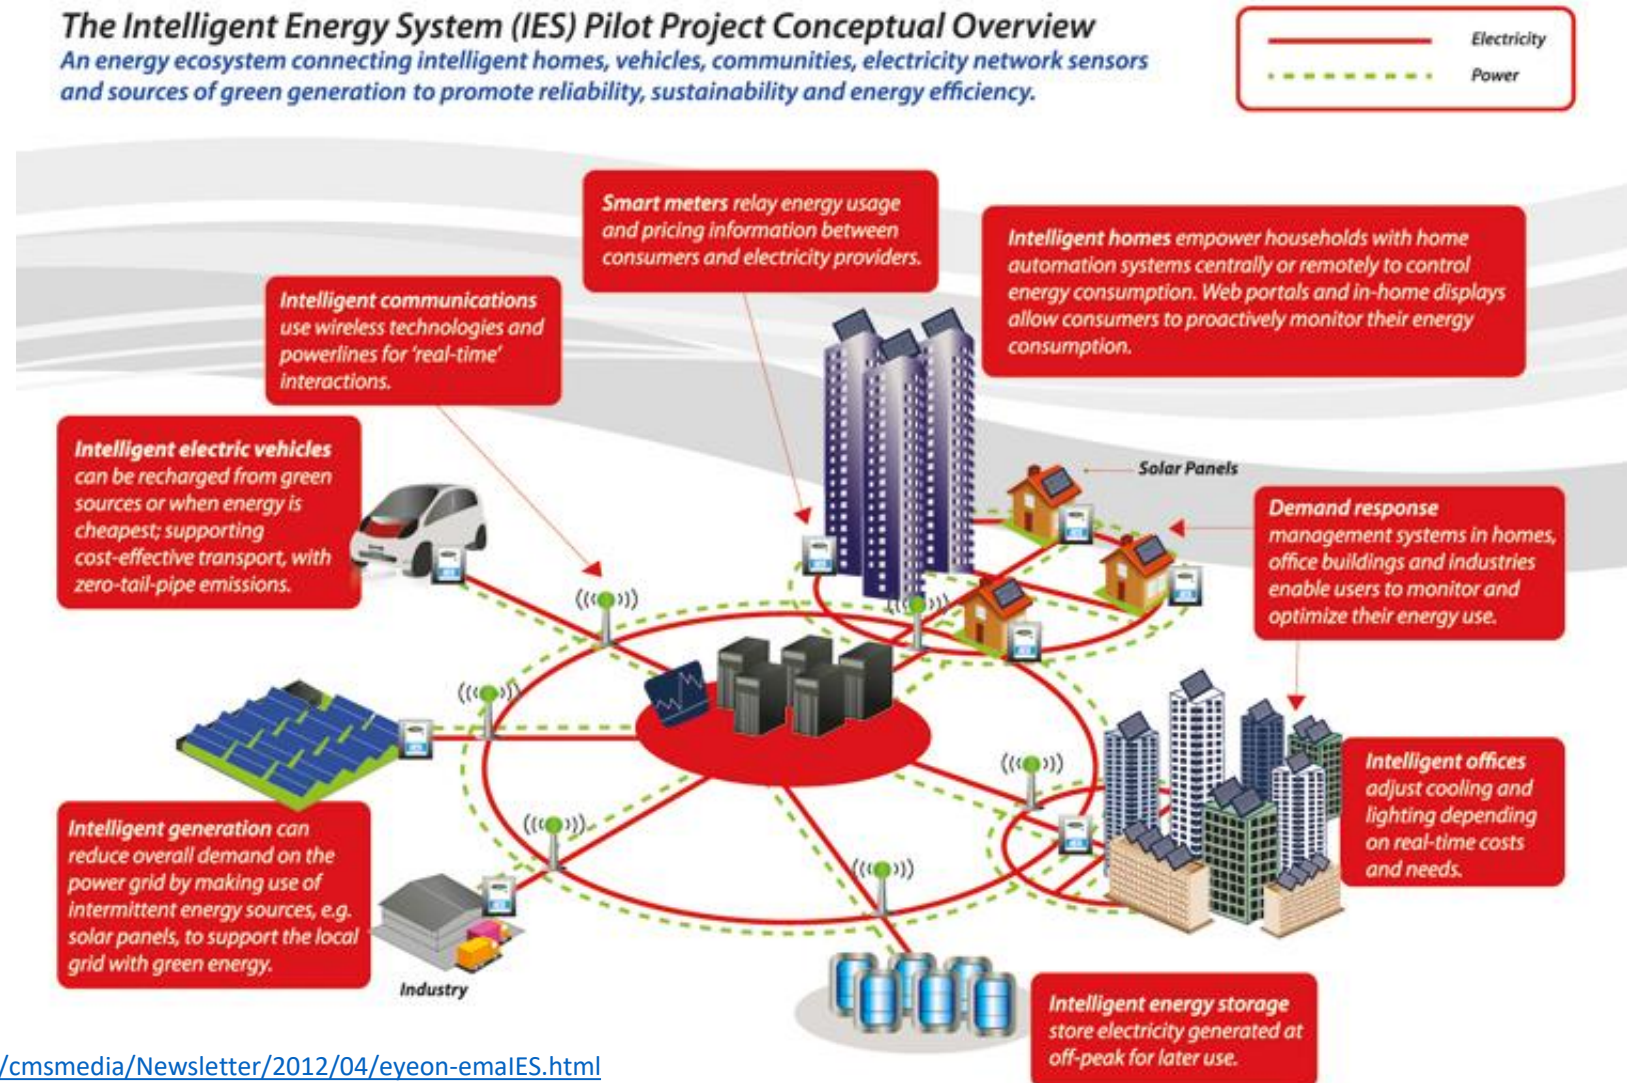 The Intelligent Energy System (IES) Pilot Project Conceptual Overview
An energy ecosystem connecting intelligent homes, vehicles, communities, electricity network sensors
and sources of green generation to promote reliability, sustainability and energy efficiency.
Electricity
Power
Smart meters relay energy usage
and pricing information between
consumers and electricity providers.
Intelligent homes empower households with home
automation systems centrally or remotely to control
energy consumption. Web portals and in-home displays
allow consumers to proactively monitor their energy
consumption.
Intelligent communications
use wireless technologies and
powerlines for ‘real-time’
interactions.
Intelligent electric vehicles
can be recharged from green
sources or when energy is
cheapest; supporting
cost-effective transport, with
zero-tail-pipe emissions.
Solar Panels
Demand response
management systems in homes,
office buildings and industries
enable users to monitor and
optimize their energy use.
Intelligent offices
adjust cooling and
lighting depending
on real-time costs
and needs.
Intelligent generation can
reduce overall demand on the
power grid by making use of
intermittent energy sources, e.g.
solar panels, to support the local
grid with green energy.
Industry
Intelligent energy storage
store electricity generated at
off-peak for later use.
/cmsmedia/Newsletter/2012/04/eyeon-emaIES.html